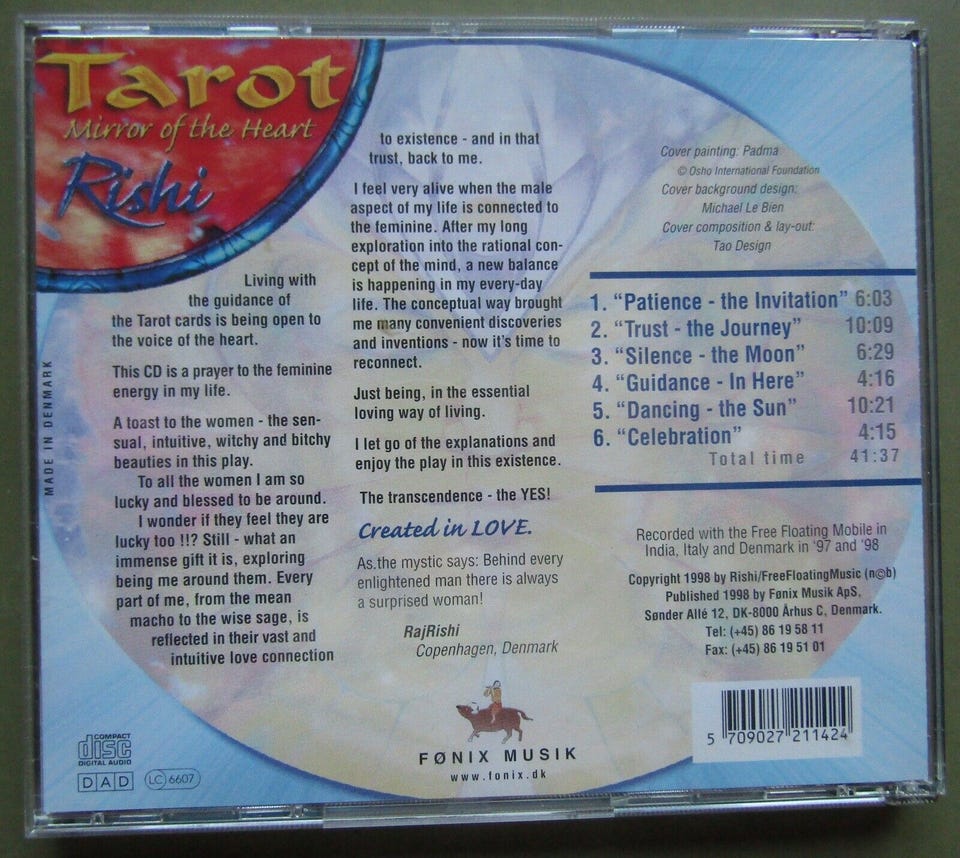 Tarot
Mirror of the Heart
Rishi
Living with
the guidance of
the Tarot cards is being open to
the voice of the heart.
This CD is a prayer to the feminine
energy in my life.
A toast to the women - the sen-
sual, intuitive, witchy and bitchy
beauties in this play.
To all the women I am so
lucky and blessed to be around.
I wonder if they feel they are
lucky too !!? Still - what an
immense gift it is, exploring
being me around them. Every
part of me, from the mean
macho to the wise sage, is
reflected in their vast and
intuitive love connection
to existence - and in that
trust, back to me.
I feel very alive when the male
aspect of my life is connected to
the feminine. After my long
exploration into the rational con-
cept of the mind, a new balance
is happening in my every-day
life. The conceptual way brought
me many convenient discoveries
and inventions - now it's time to
reconnect.
Just being, in the essential
loving way of living.
I let go of the explanations and
enjoy the play in this existence.
The transcendence - the YES!
Created in LOVE.
As.the mystic says: Behind every
enlightened man there is always
a surprised woman!
RajRishi
Copenhagen, Denmark
FØNIX MUSIK
www.fonix.dk
Cover painting: Padma
© Osho International Foundation
Cover background design:
Michael Le Bien
Cover composition & lay-out:
Tao Design
1. “Patience - the Invitation” 6:03
2. “Trust - the Journey” 10:09
3. “Silence - the Moon” 6:29
4. “Guidance - In Here” 4:16
5. “Dancing - the Sun” 10:21
6. “Celebration” 4:15
Total time 41:37
Recorded with the Free Floating Mobile in
India, Italy and Denmark in '97 and '98
Copyright 1998 by Rishi/FreeFloatingMusic (n©b)
Published 1998 by Fønix Musik ApS,
Sønder Allé 12, DK-8000 Århus C, Denmark.
Tel: (+45) 86 19 58 11
Fax: (+45) 86 19 51 01
5 709027 211424
MADE IN DENMARK
COMPACT
disc
DIGITAL AUDIO
DAD
LC 6607